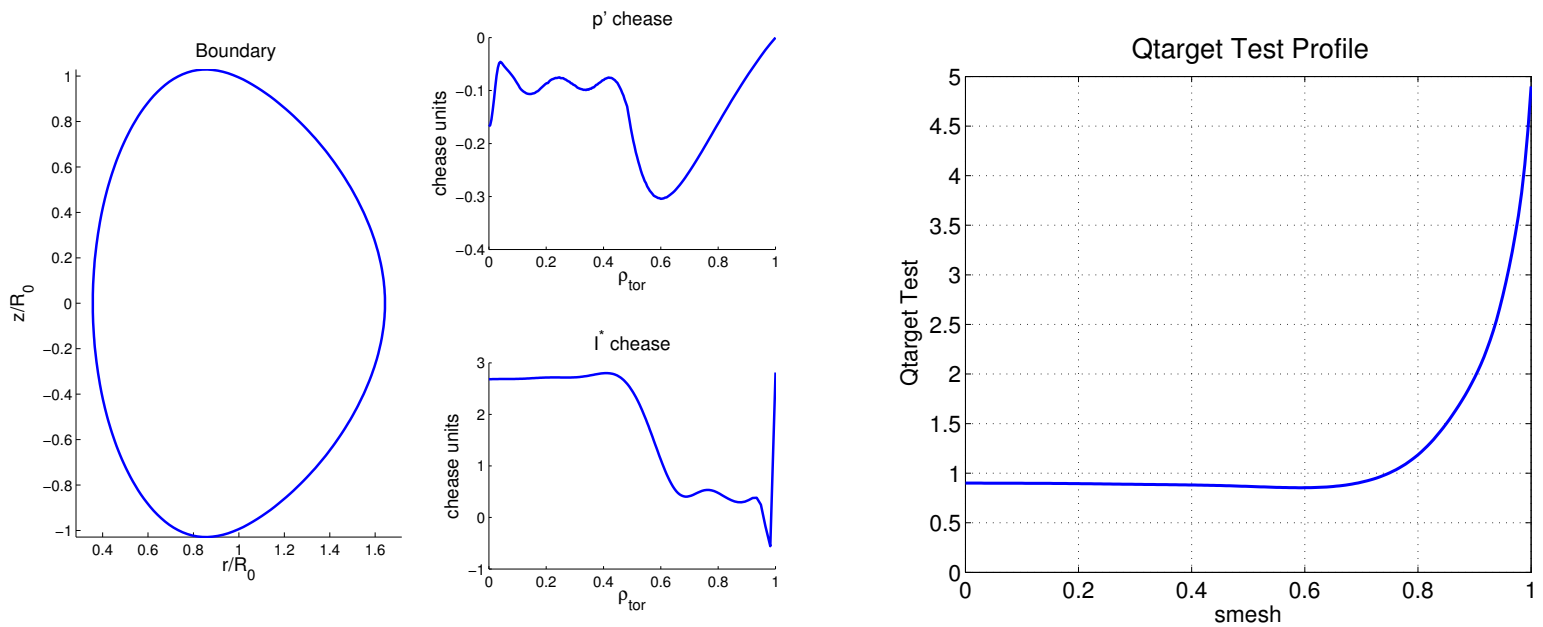 Boundary
1
0.8
0.6
0.4
0.2
0
−0.2
−0.4
−0.6
−0.8
−1
z/R0
0.4 0.6 0.8 1 1.2 1.4 1.6
r/R0
p' chease
0
−0.1
−0.2
−0.3
−0.4
chease units
0 0.2 0.4 0.6 0.8 1
ρtor
I* chease
3
2
1
0
−1
chease units
0 0.2 0.4 0.6 0.8 1
ρtor
Qtarget Test Profile
5
4.5
4
3.5
3
2.5
2
1.5
1
0.5
0
Qtarget Test
0 0.2 0.4 0.6 0.8 1
smesh